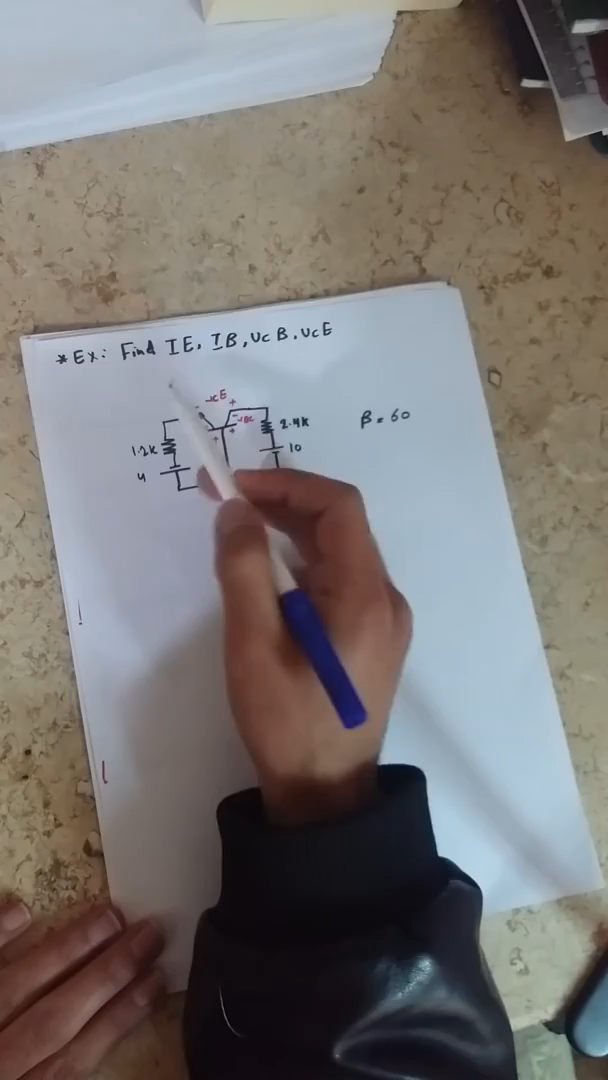 *Ex: Find IE, IB, VCB, VCE
VCE
VBC
1.2k
2.4k
β = 60
4
10